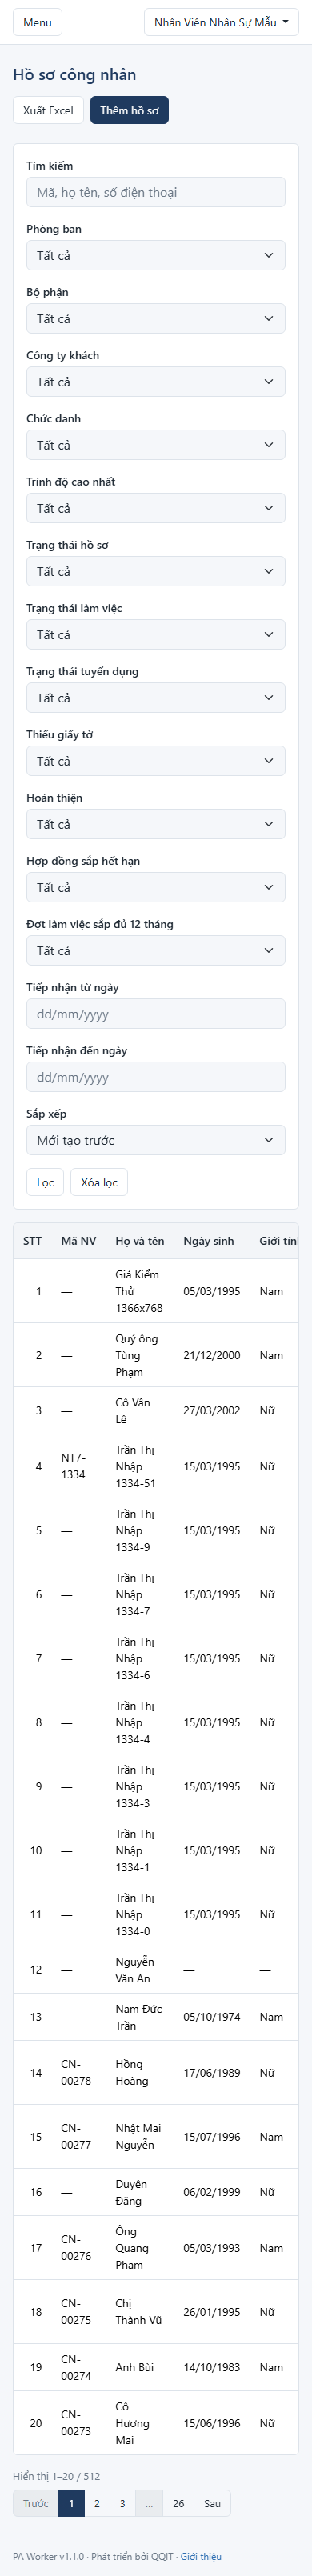 Menu
Nhân Viên Nhân Sự Mẫu
Hồ sơ công nhân
Xuất Excel
Thêm hồ sơ
Tìm kiếm
Mã, họ tên, số điện thoại
Phòng ban
Tất cả
Bộ phận
Tất cả
Công ty khách
Tất cả
Chức danh
Tất cả
Trình độ cao nhất
Tất cả
Trạng thái hồ sơ
Tất cả
Trạng thái làm việc
Tất cả
Trạng thái tuyển dụng
Tất cả
Thiếu giấy tờ
Tất cả
Hoàn thiện
Tất cả
Hợp đồng sắp hết hạn
Tất cả
Đợt làm việc sắp đủ 12 tháng
Tất cả
Tiếp nhận từ ngày
dd/mm/yyyy
Tiếp nhận đến ngày
dd/mm/yyyy
Sắp xếp
Mới tạo trước
Lọc
Xóa lọc
STT Mã NV Họ và tên Ngày sinh Giới tính
1 — Giả Kiểm Thử 1366x768 05/03/1995 Nam
2 — Quý ông Tùng Phạm 21/12/2000 Nam
3 — Cô Vân Lê 27/03/2002 Nữ
4 NT7-1334 Trần Thị Nhập 1334-51 15/03/1995 Nữ
5 — Trần Thị Nhập 1334-9 15/03/1995 Nữ
6 — Trần Thị Nhập 1334-7 15/03/1995 Nữ
7 — Trần Thị Nhập 1334-6 15/03/1995 Nữ
8 — Trần Thị Nhập 1334-4 15/03/1995 Nữ
9 — Trần Thị Nhập 1334-3 15/03/1995 Nữ
10 — Trần Thị Nhập 1334-1 15/03/1995 Nữ
11 — Trần Thị Nhập 1334-0 15/03/1995 Nữ
12 — Nguyễn Văn An — —
13 — Nam Đức Trần 05/10/1974 Nam
14 CN-00278 Hồng Hoàng 17/06/1989 Nữ
15 CN-00277 Nhật Mai Nguyễn 15/07/1996 Nam
16 — Duyên Đặng 06/02/1999 Nữ
17 CN-00276 Ông Quang Phạm 05/03/1993 Nam
18 CN-00275 Chị Thành Vũ 26/01/1995 Nữ
19 CN-00274 Anh Bùi 14/10/1983 Nam
20 CN-00273 Cô Hương Mai 15/06/1996 Nữ
Hiển thị 1–20 / 512
Trước 1 2 3 ... 26 Sau
PA Worker v1.1.0 · Phát triển bởi QQIT · Giới thiệu